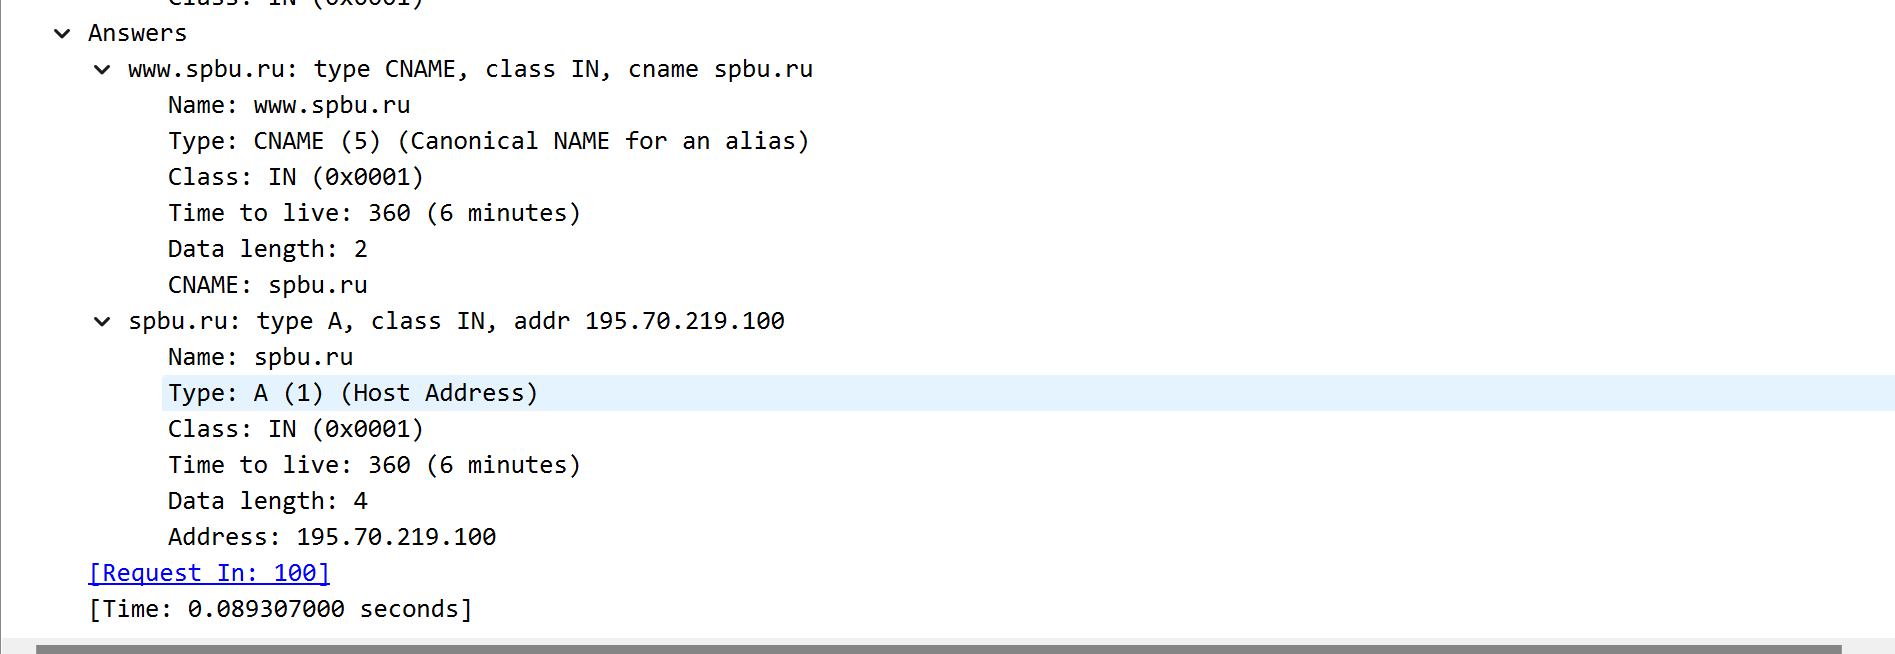 Class: IN (0x0001)
Answers
www.spbu.ru: type CNAME, class IN, cname spbu.ru
Name: www.spbu.ru
Type: CNAME (5) (Canonical NAME for an alias)
Class: IN (0x0001)
Time to live: 360 (6 minutes)
Data length: 2
CNAME: spbu.ru
spbu.ru: type A, class IN, addr 195.70.219.100
Name: spbu.ru
Type: A (1) (Host Address)
Class: IN (0x0001)
Time to live: 360 (6 minutes)
Data length: 4
Address: 195.70.219.100
[Request In: 100]
[Time: 0.089307000 seconds]